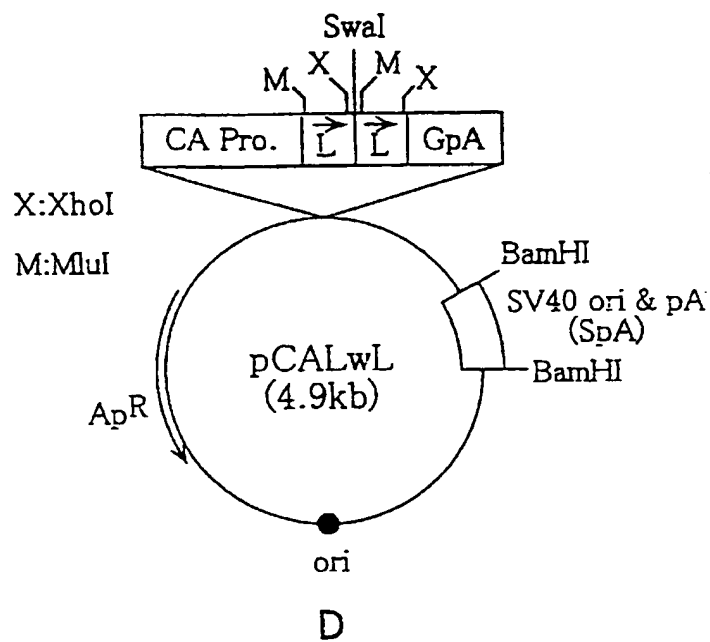 SwaI
M X M X
CA Pro. L L GpA
X:XhoI
M:MluI
BamHI
SV40 ori & pA
(SpA)
BamHI
pCALwL
(4.9kb)
ApR
ori
D